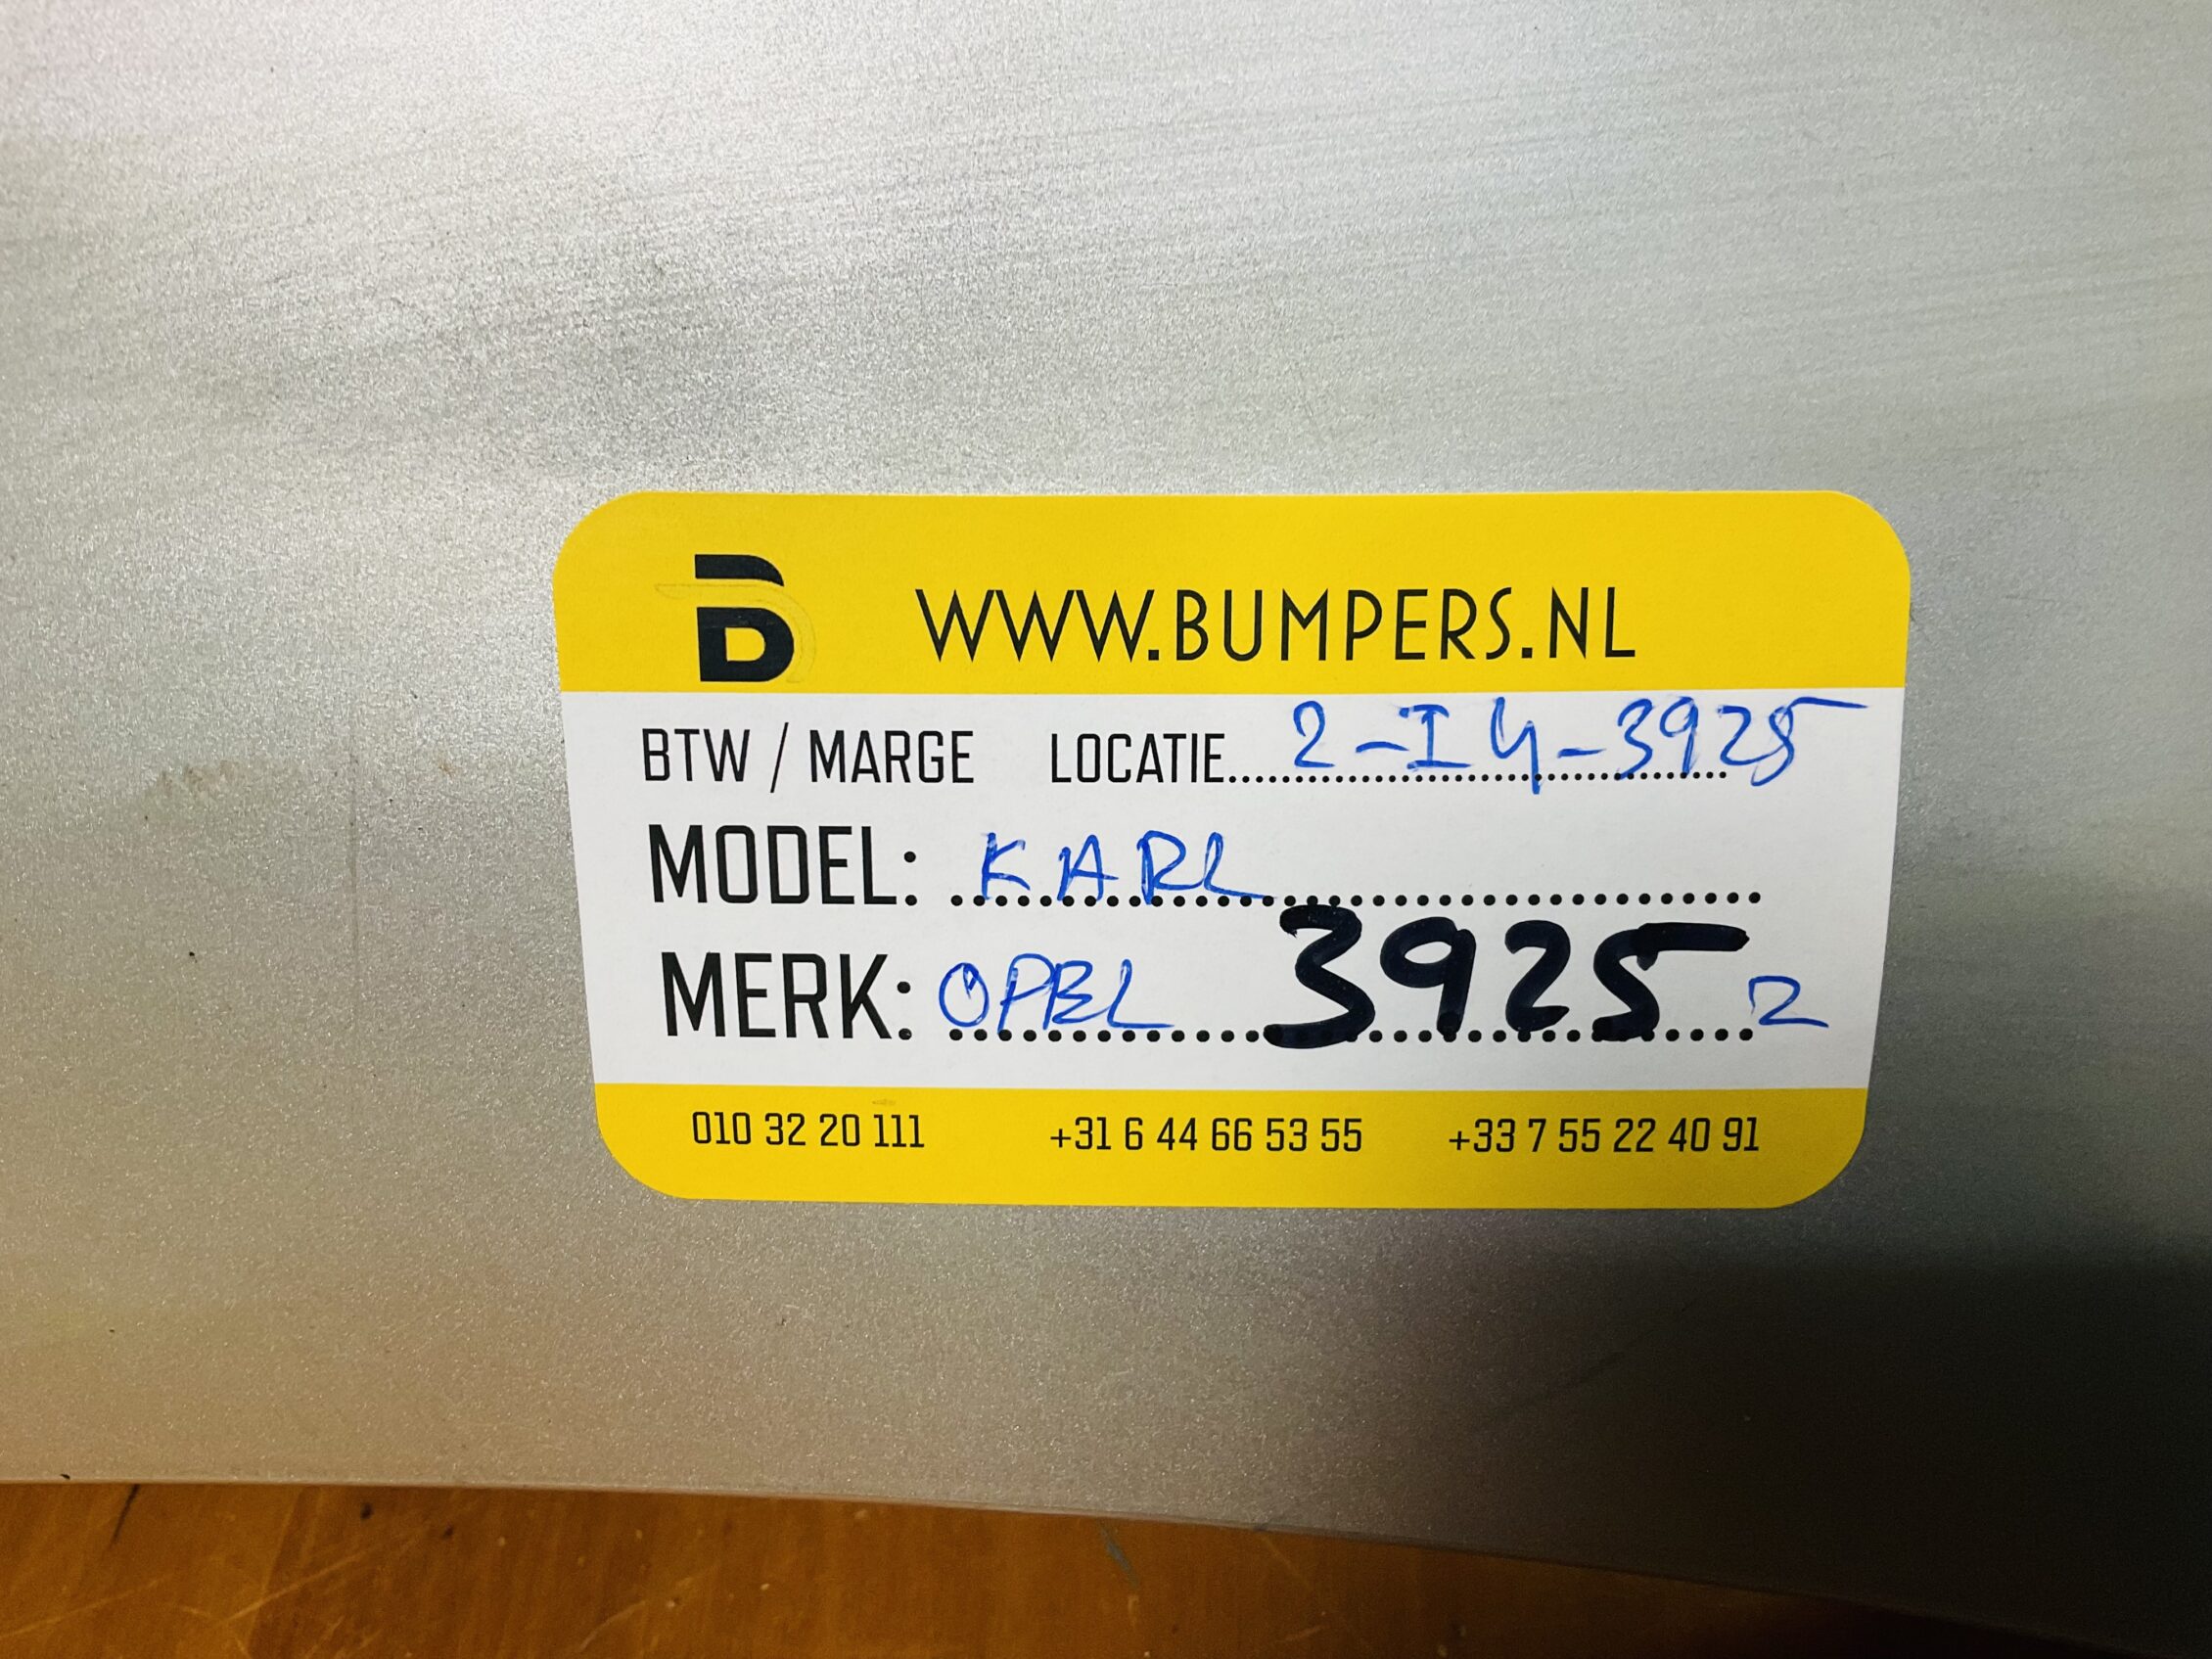 B WWW.BUMPERS.NL
BTW / MARGE LOCATIE 2-I4-3925
MODEL: KARL
MERK: OPEL 3925 2
010 32 20 111 +31 6 44 66 53 55 +33 7 55 22 40 91